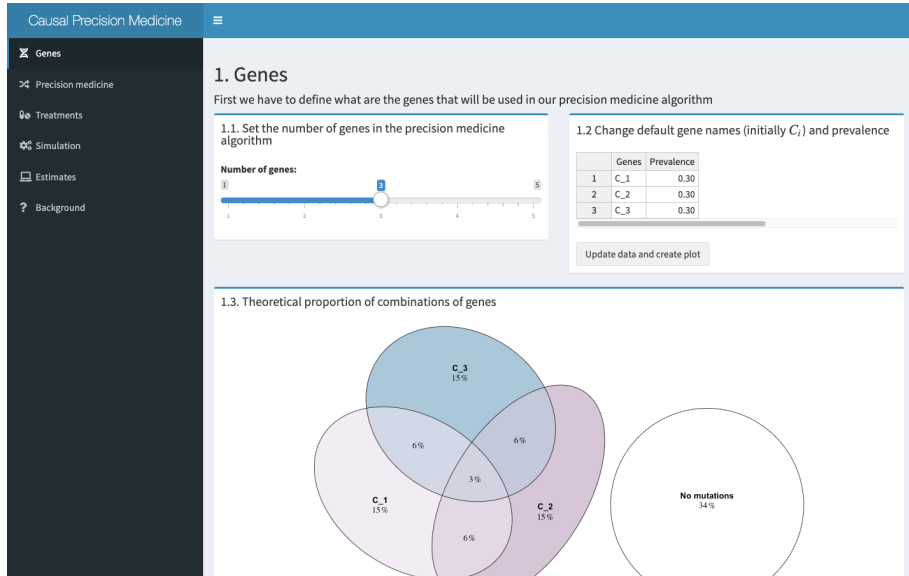 Causal Precision Medicine
Genes
Precision medicine
Treatments
Simulation
Estimates
? Background
1. Genes
First we have to define what are the genes that will be used in our precision medicine algorithm
1.1. Set the number of genes in the precision medicine
algorithm
Number of genes:
1 3 5
1 2 3 4 5
1.2 Change default gene names (initially C_i) and prevalence
Genes Prevalence
1 C_1 0.30
2 C_2 0.30
3 C_3 0.30
Update data and create plot
1.3. Theoretical proportion of combinations of genes
C_3
15%
6%
6%
3%
C_1
15%
C_2
15%
6%
No mutations
34%